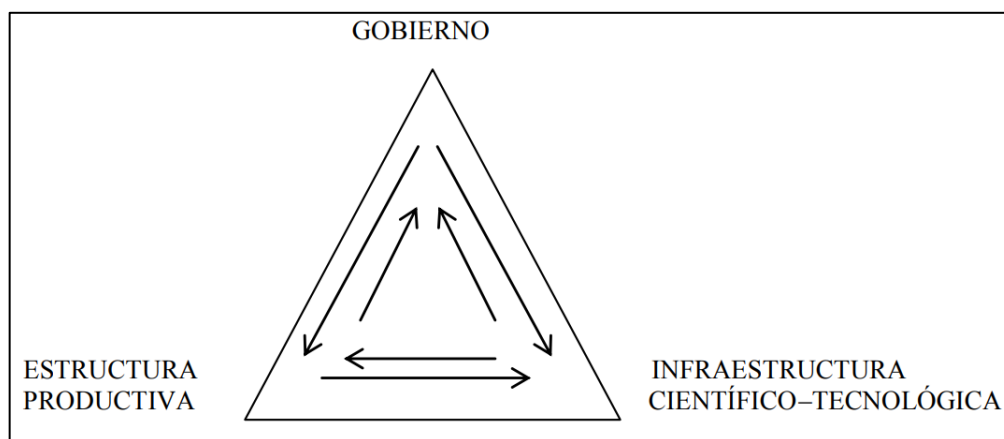 GOBIERNO
ESTRUCTURA
PRODUCTIVA
INFRAESTRUCTURA
CIENTÍFICO–TECNOLÓGICA